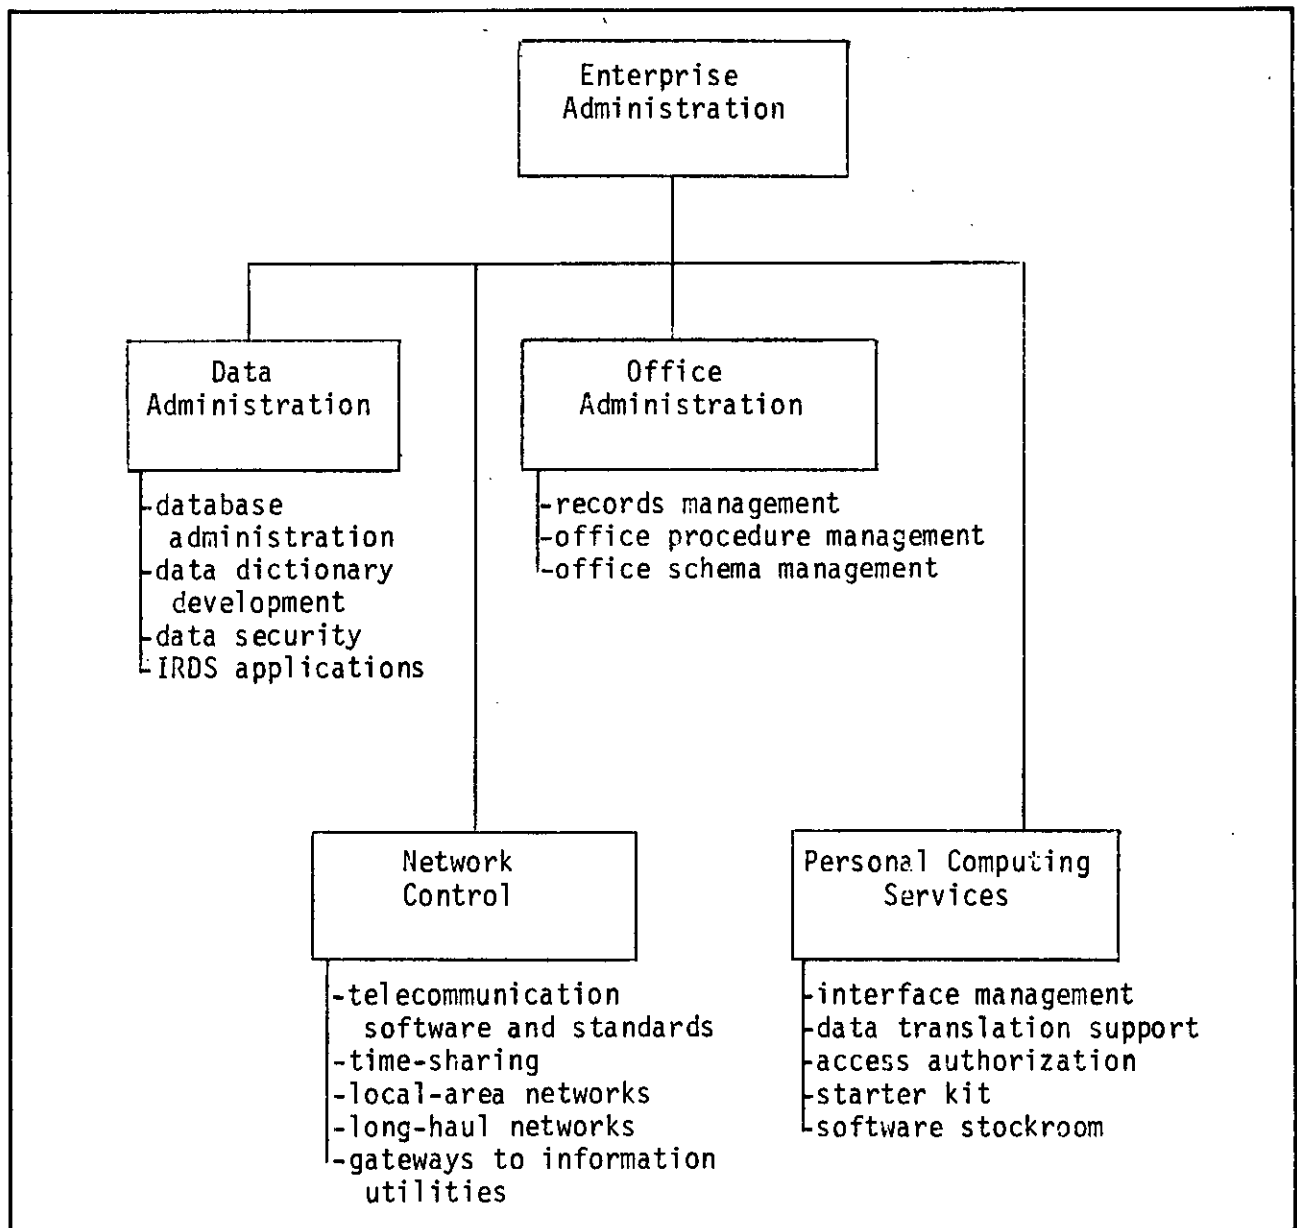 Enterprise
Administration
Data
Administration
-database
administration
-data dictionary
development
-data security
-IRDS applications
Office
Administration
-records management
-office procedure management
-office schema management
Network
Control
-telecommunication
software and standards
-time-sharing
-local-area networks
-long-haul networks
-gateways to information
utilities
Personal Computing
Services
-interface management
-data translation support
-access authorization
-starter kit
-software stockroom